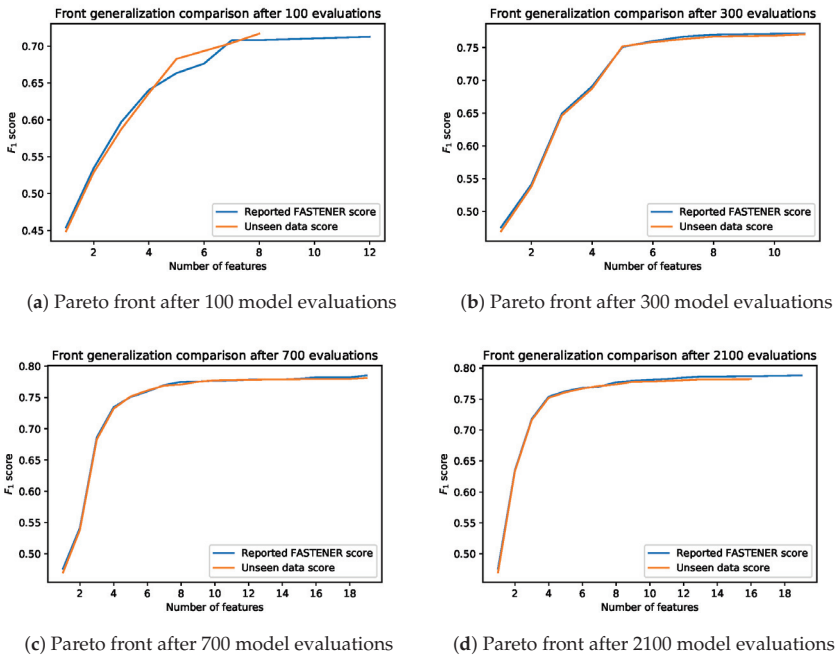 Front generalization comparison after 100 evaluations
0.70
0.65
0.60
0.55
0.50
0.45
F1 score
2 4 6 8 10 12
Number of features
Reported FASTENER score
Unseen data score
(a) Pareto front after 100 model evaluations
Front generalization comparison after 300 evaluations
0.75
0.70
0.65
0.60
0.55
0.50
F1 score
2 4 6 8 10
Number of features
Reported FASTENER score
Unseen data score
(b) Pareto front after 300 model evaluations
Front generalization comparison after 700 evaluations
0.80
0.75
0.70
0.65
0.60
0.55
0.50
F1 score
2 4 6 8 10 12 14 16 18
Number of features
Reported FASTENER score
Unseen data score
(c) Pareto front after 700 model evaluations
Front generalization comparison after 2100 evaluations
0.80
0.75
0.70
0.65
0.60
0.55
0.50
F1 score
2 4 6 8 10 12 14 16 18
Number of features
Reported FASTENER score
Unseen data score
(d) Pareto front after 2100 model evaluations